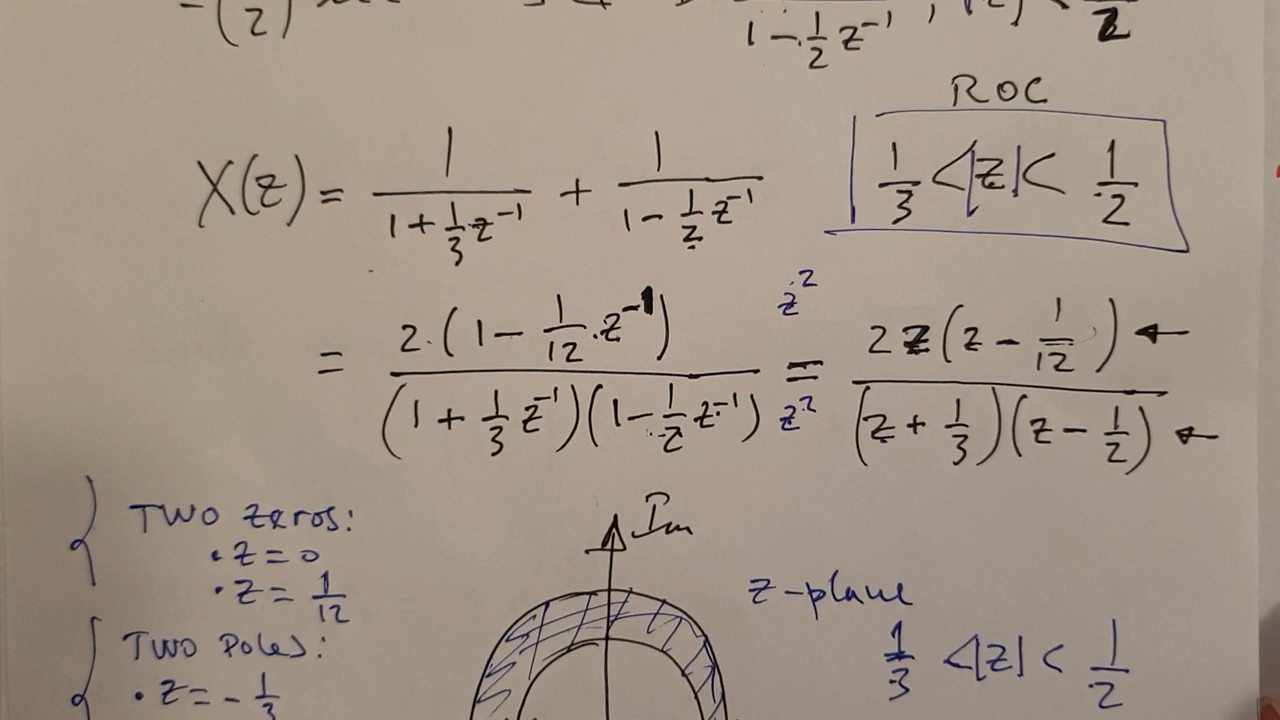 1 - 1/2 z^-1
ROC
X(z) = 1/(1 + 1/3 z^-1) + 1/(1 - 1/2 z^-1)
1/3 < |z| < 1/2
= 2·(1 - 1/12 · z^-1)/((1 + 1/3 z^-1)(1 - 1/2 z^-1)) z^2/z^2 = 2z(z - 1/12)/((z + 1/3)(z - 1/2)) ← ←
TWO zeros:
• z = 0
• z = 1/12
TWO Poles:
• z = - 1/3
Im
z-plane
1/3 < |z| < 1/2